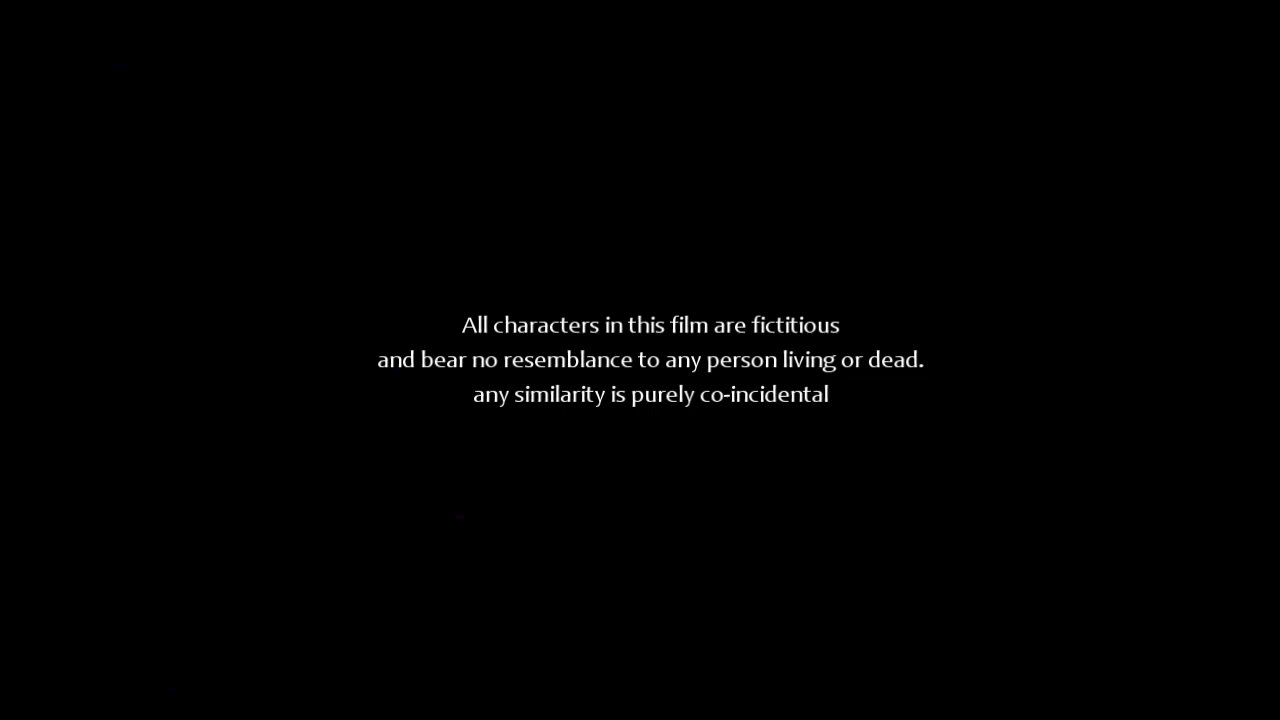 All characters in this film are fictitious
and bear no resemblance to any person living or dead.
any similarity is purely co-incidental